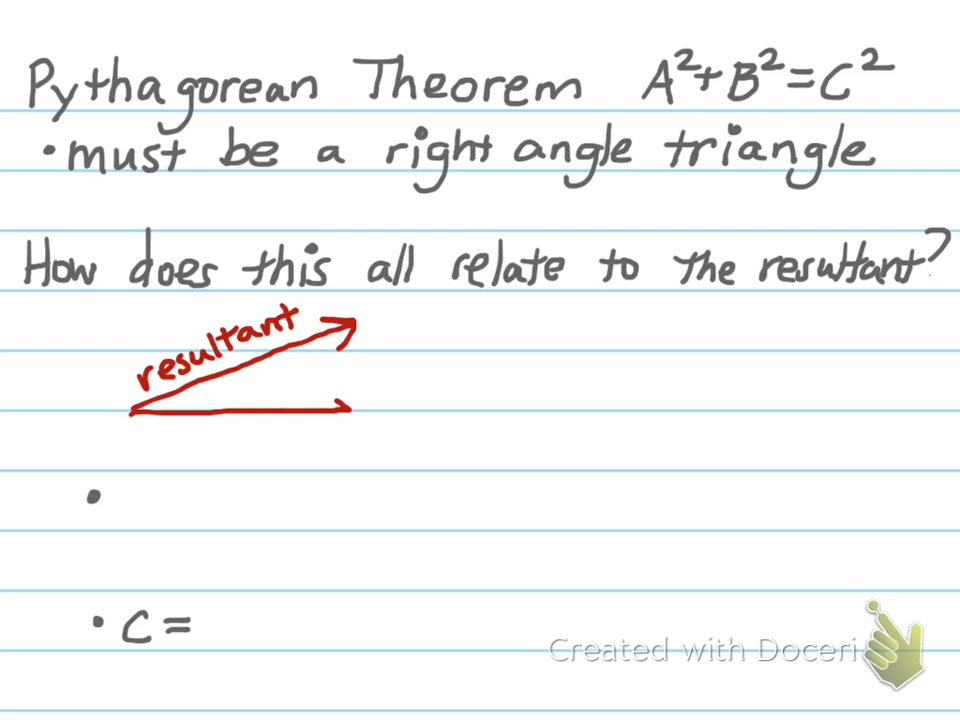 Pythagorean Theorem A²+B²=C²
•must be a right angle triangle
How does this all relate to the resultant?
resultant
•
•C=
Created with Doceri